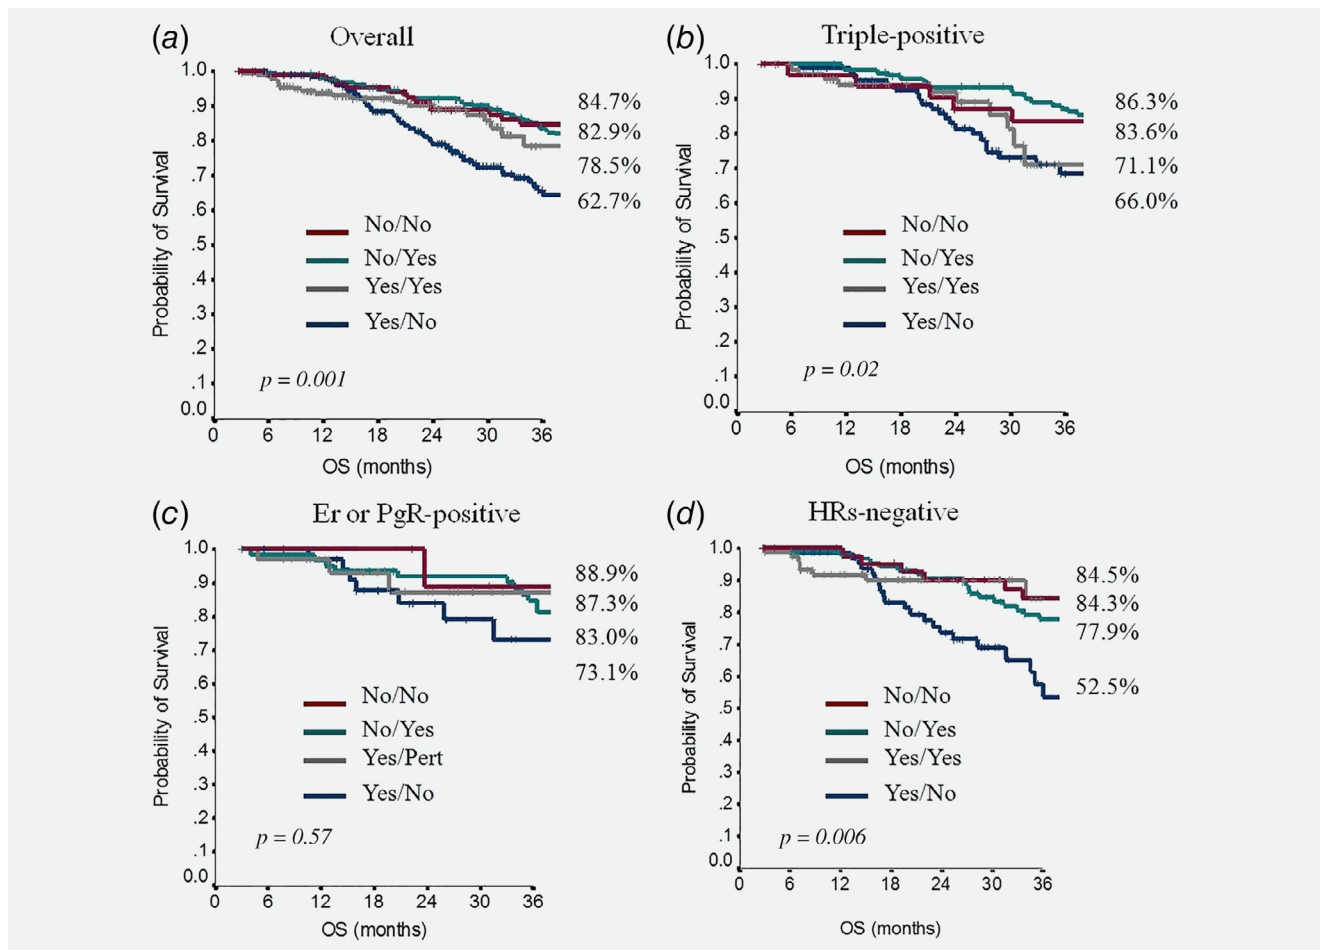 (a) Overall
1.0
.9
.8
.7
.6
.5
.4
.3
.2
.1
0.0
Probability of Survival
84.7%
82.9%
78.5%
62.7%
No/No
No/Yes
Yes/Yes
Yes/No
p = 0.001
0 6 12 18 24 30 36
OS (months)
(b) Triple-positive
1.0
.9
.8
.7
.6
.5
.4
.3
.2
.1
0.0
Probability of Survival
86.3%
83.6%
71.1%
66.0%
No/No
No/Yes
Yes/Yes
Yes/No
p = 0.02
0 6 12 18 24 30 36
OS (months)
(c) Er or PgR-positive
1.0
.9
.8
.7
.6
.5
.4
.3
.2
.1
0.0
Probability of Survival
88.9%
87.3%
83.0%
73.1%
No/No
No/Yes
Yes/Pert
Yes/No
p = 0.57
0 6 12 18 24 30 36
OS (months)
(d) HRs-negative
1.0
.9
.8
.7
.6
.5
.4
.3
.2
.1
0.0
Probability of Survival
84.5%
84.3%
77.9%
52.5%
No/No
No/Yes
Yes/Yes
Yes/No
p = 0.006
0 6 12 18 24 30 36
OS (months)